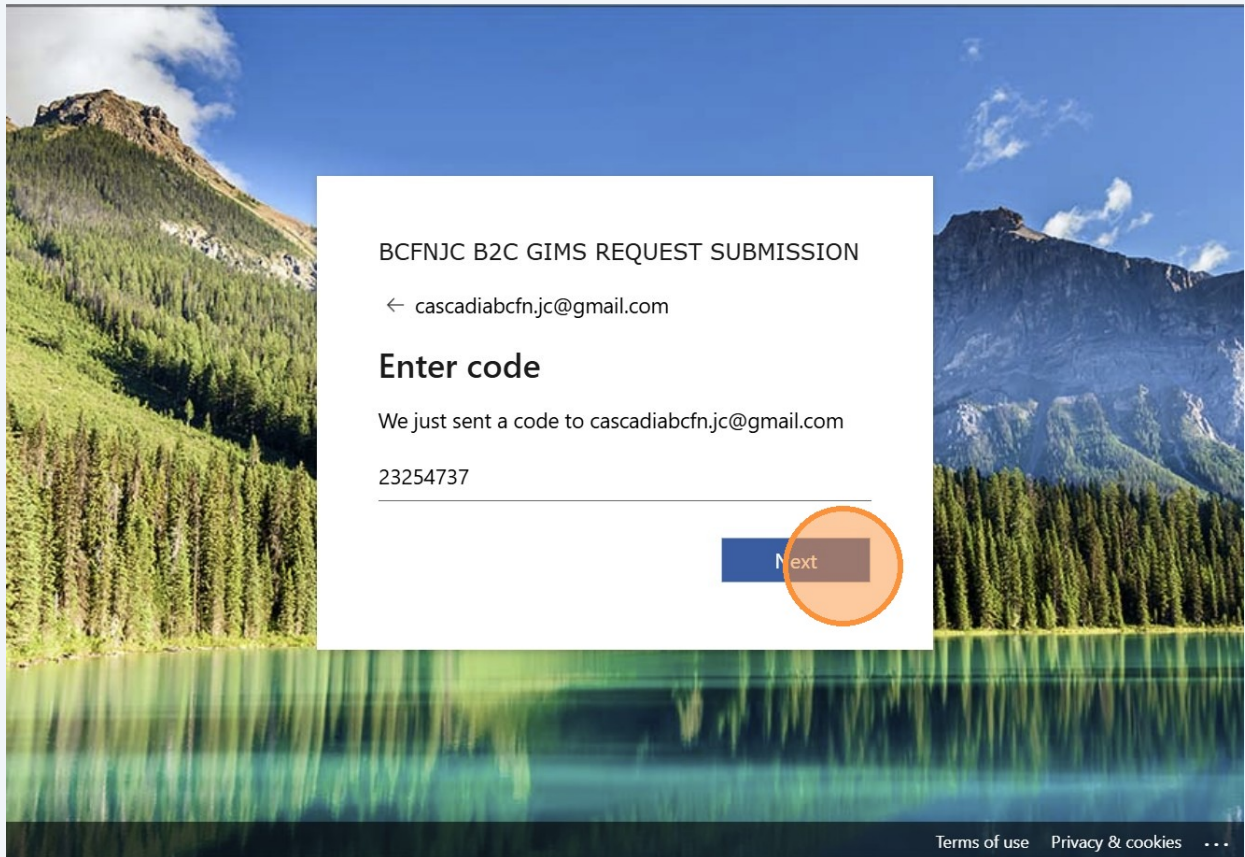 BCFNJC B2C GIMS REQUEST SUBMISSION
← cascadiabcfn.jc@gmail.com
Enter code
We just sent a code to cascadiabcfn.jc@gmail.com
23254737
Next
Terms of use Privacy & cookies ...